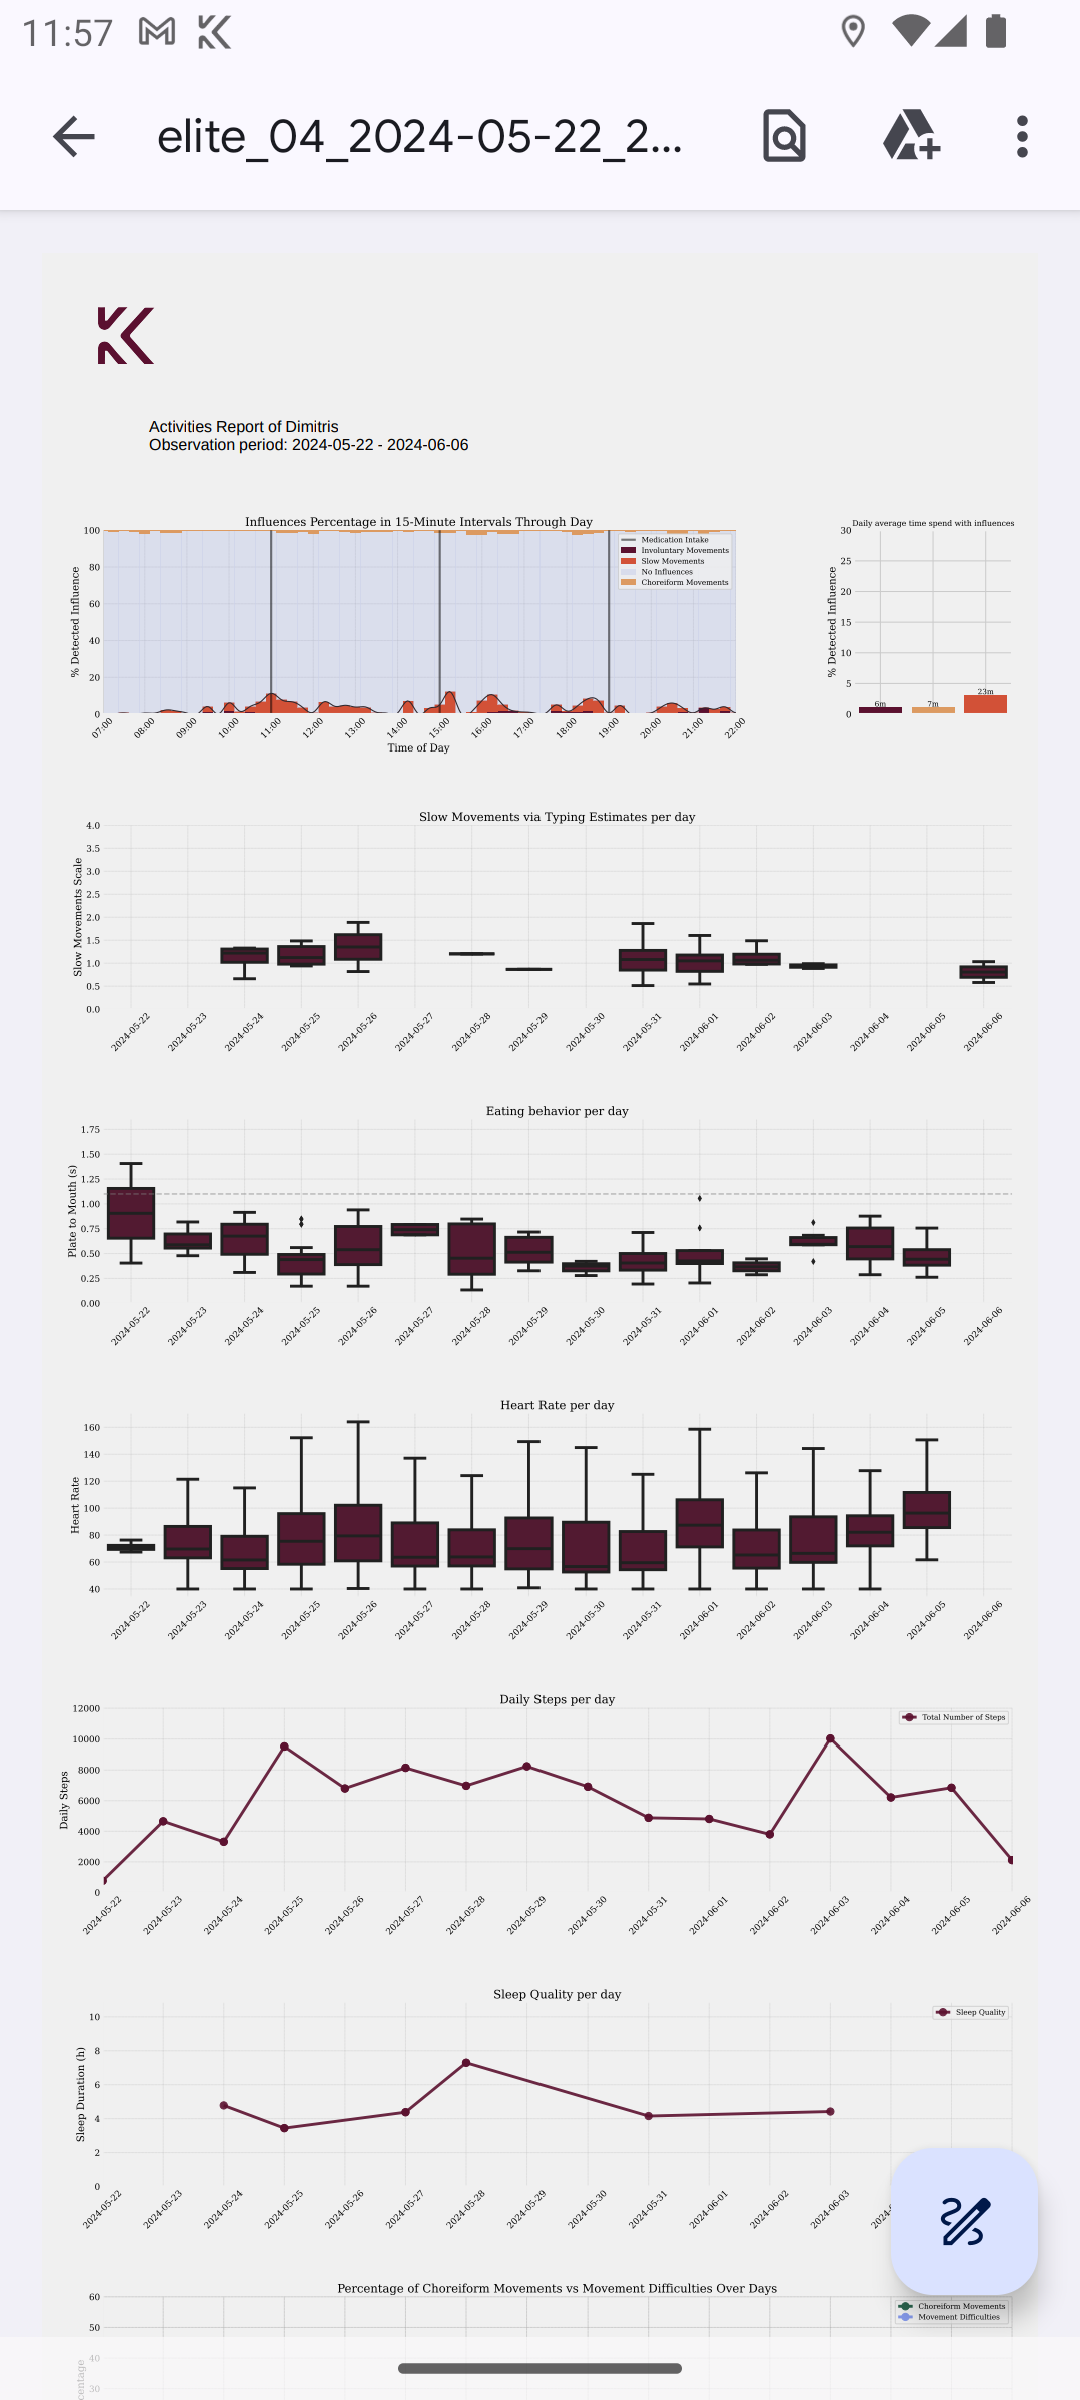 11:57
elite_04_2024-05-22_2...
Activities Report of Dimitris
Observation period: 2024-05-22 - 2024-06-06
Influences Percentage in 15-Minute Intervals Through Day
% Detected Influence
100
80
60
40
20
0
Medication Intake
Involuntary Movements
Slow Movements
No Influences
Choreiform Movements
07:00 08:00 09:00 10:00 11:00 12:00 13:00 14:00 15:00 16:00 17:00 18:00 19:00 20:00 21:00 22:00
Time of Day
Daily average time spend with influences
% Detected Influence
30
25
20
15
10
5
0
6m 7m 23m
Slow Movements via Typing Estimates per day
Slow Movements Scale
4.0
3.5
3.0
2.5
2.0
1.5
1.0
0.5
0.0
2024-05-22 2024-05-23 2024-05-24 2024-05-25 2024-05-26 2024-05-27 2024-05-28 2024-05-29 2024-05-30 2024-05-31 2024-06-01 2024-06-02 2024-06-03 2024-06-04 2024-06-05 2024-06-06
Eating behavior per day
Plate to Mouth (s)
1.75
1.50
1.25
1.00
0.75
0.50
0.25
0.00
2024-05-22 2024-05-23 2024-05-24 2024-05-25 2024-05-26 2024-05-27 2024-05-28 2024-05-29 2024-05-30 2024-05-31 2024-06-01 2024-06-02 2024-06-03 2024-06-04 2024-06-05 2024-06-06
Heart Rate per day
Heart Rate
160
140
120
100
80
60
40
2024-05-22 2024-05-23 2024-05-24 2024-05-25 2024-05-26 2024-05-27 2024-05-28 2024-05-29 2024-05-30 2024-05-31 2024-06-01 2024-06-02 2024-06-03 2024-06-04 2024-06-05 2024-06-06
Daily Steps per day
Total Number of Steps
Daily Steps
12000
10000
8000
6000
4000
2000
0
2024-05-22 2024-05-23 2024-05-24 2024-05-25 2024-05-26 2024-05-27 2024-05-28 2024-05-29 2024-05-30 2024-05-31 2024-06-01 2024-06-02 2024-06-03 2024-06-04 2024-06-05 2024-06-06
Sleep Quality per day
Sleep Quality
Sleep Duration (h)
10
8
6
4
2
0
2024-05-22 2024-05-23 2024-05-24 2024-05-25 2024-05-26 2024-05-27 2024-05-28 2024-05-29 2024-05-30 2024-05-31 2024-06-01 2024-06-02 2024-06-03
Percentage of Choreiform Movements vs Movement Difficulties Over Days
Choreiform Movements
Movement Difficulties
60
50
40
30